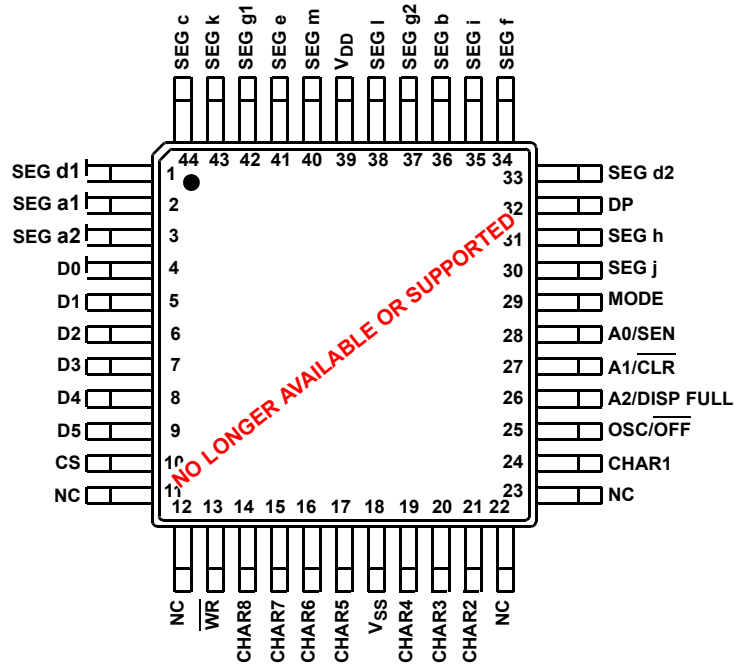 SEG c
SEG k
SEG g1
SEG e
SEG m
VDD
SEG l
SEG g2
SEG b
SEG i
SEG f
44 43 42 41 40 39 38 37 36 35 34
SEG d1 1
SEG a1 2
SEG a2 3
D0 4
D1 5
D2 6
D3 7
D4 8
D5 9
CS 10
NC 11
33 SEG d2
32 DP
31 SEG h
30 SEG j
29 MODE
28 A0/SEN
27 A1/CLR
26 A2/DISP FULL
25 OSC/OFF
24 CHAR1
23 NC
NO LONGER AVAILABLE OR SUPPORTED
12 13 14 15 16 17 18 19 20 21 22
NC
WR
CHAR8
CHAR7
CHAR6
CHAR5
VSS
CHAR4
CHAR3
CHAR2
NC